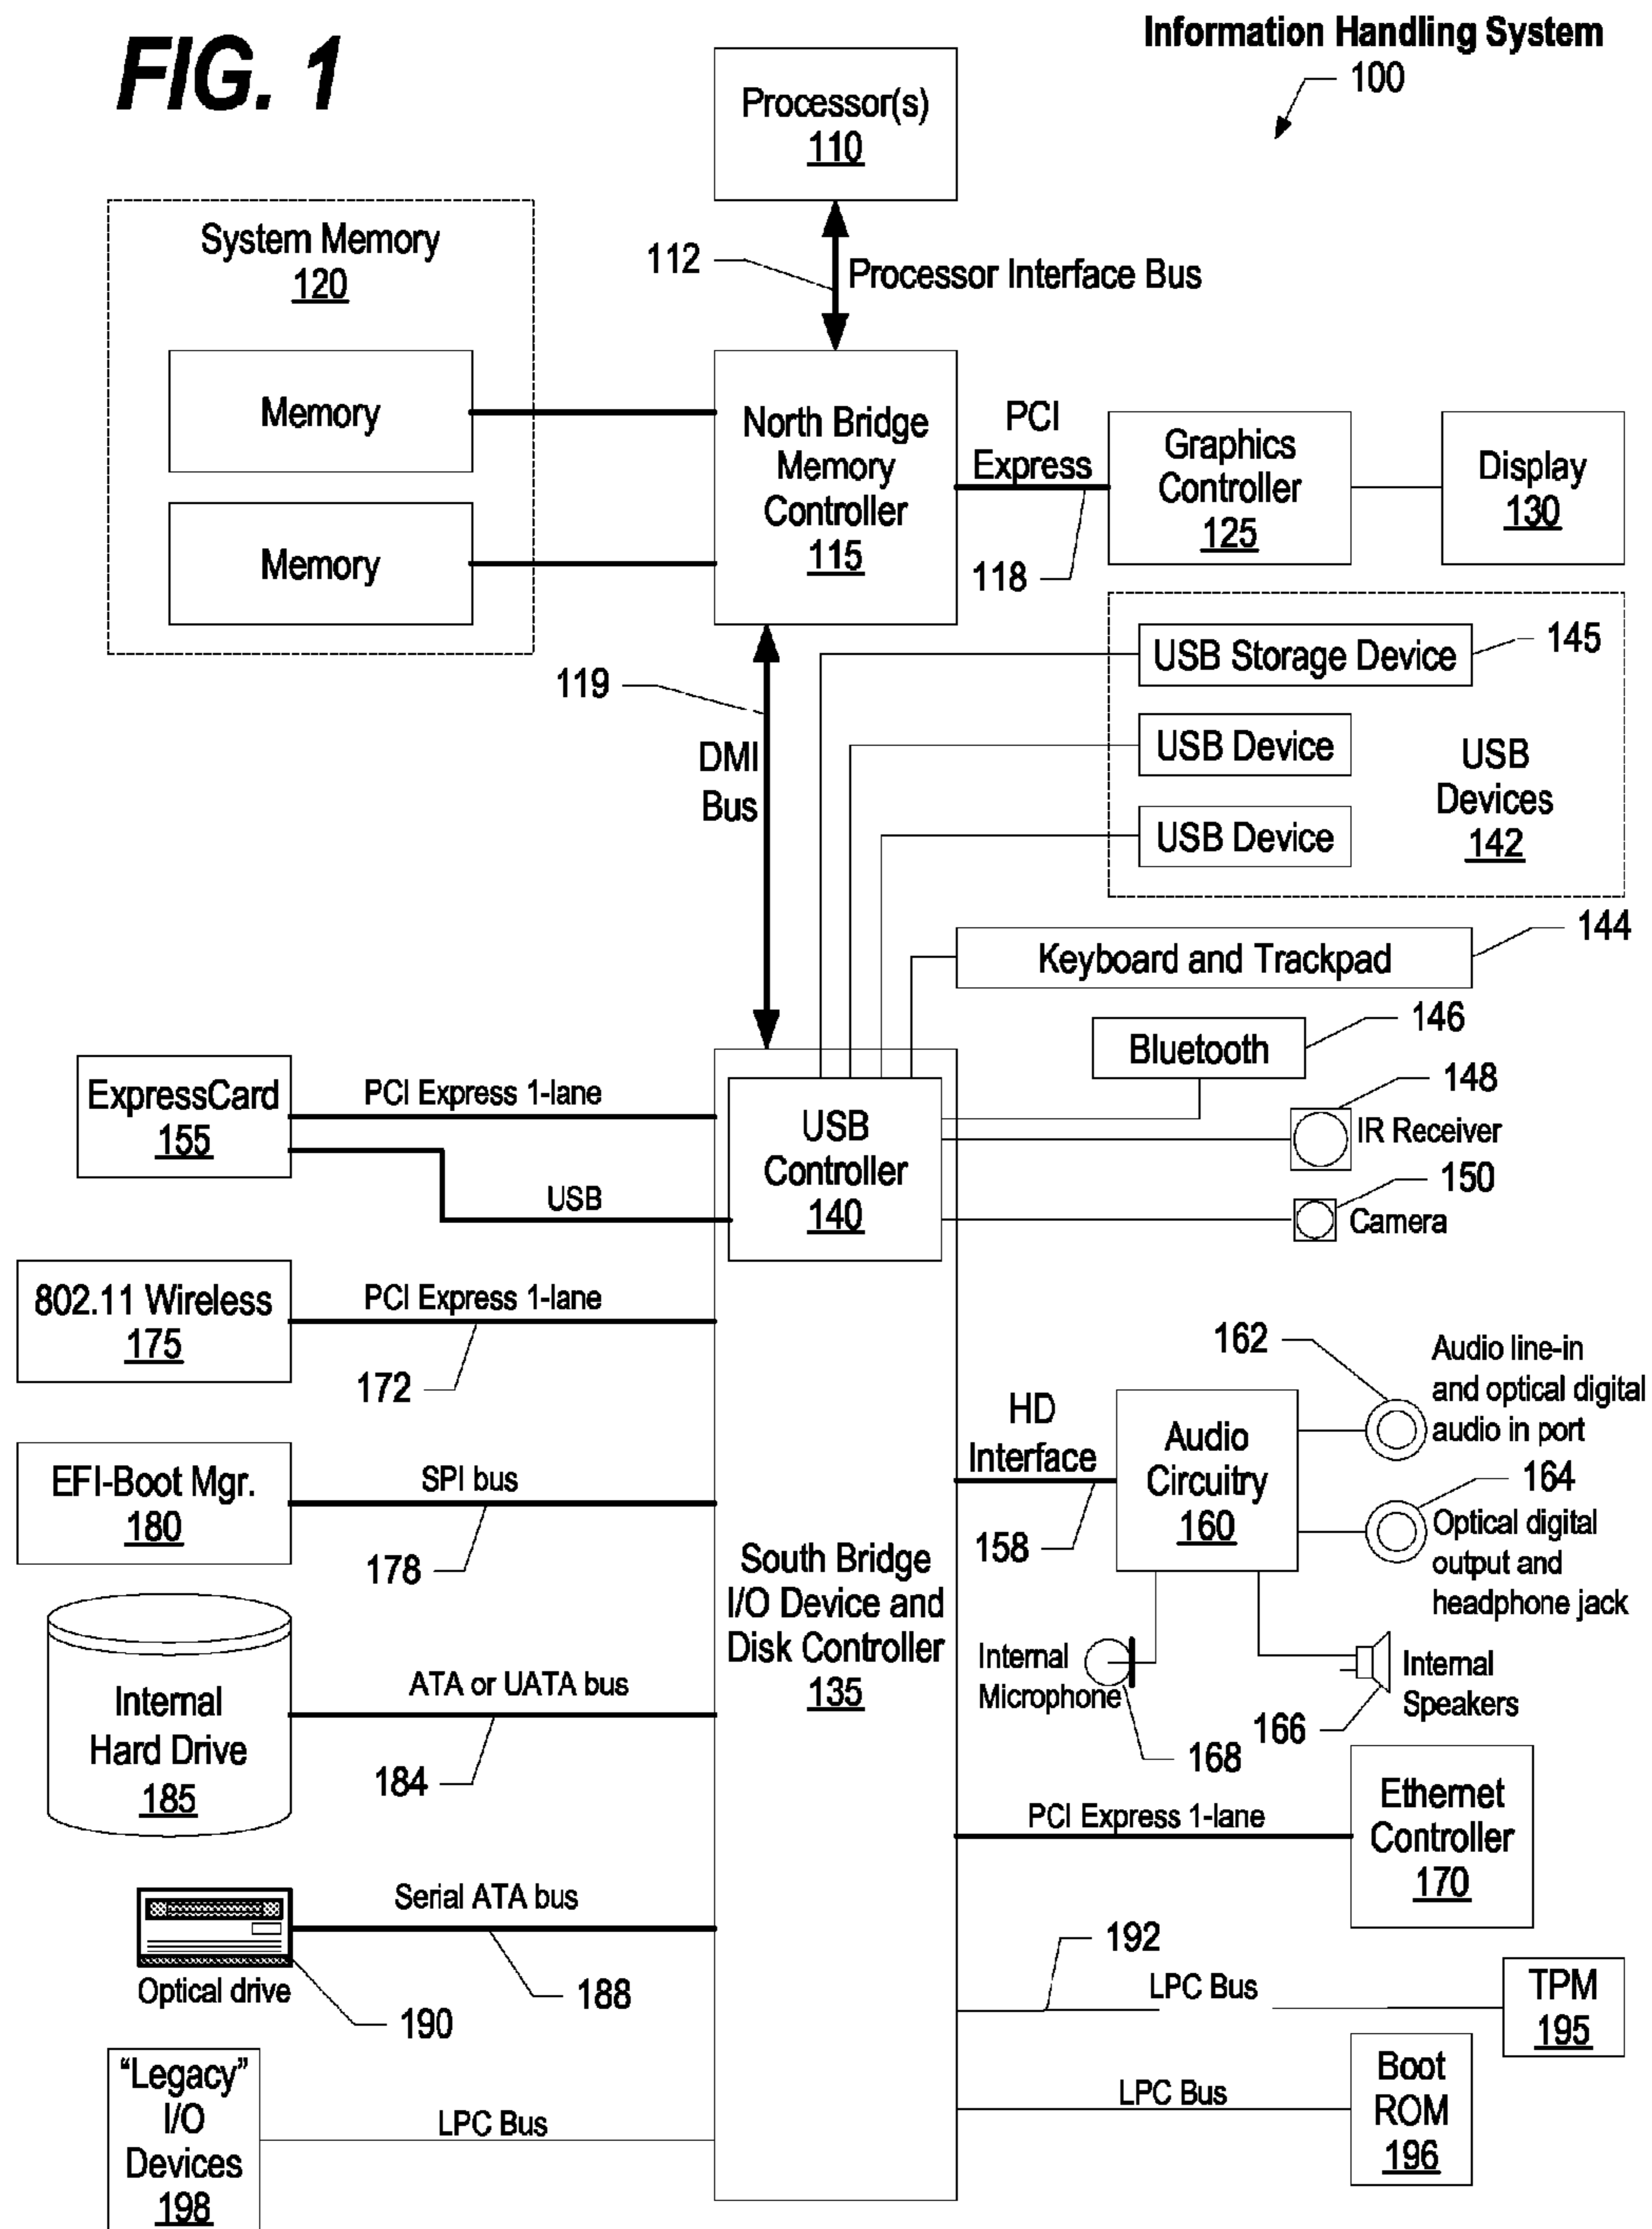 FIG. 1
Information Handling System
100
Processor(s)
110
System Memory
120
112
Processor Interface Bus
Memory
Memory
North Bridge
Memory
Controller
115
PCI
Express
118
Graphics
Controller
125
Display
130
119
DMI
Bus
USB Storage Device
145
USB Device
USB Device
USB
Devices
142
Keyboard and Trackpad
144
Bluetooth
146
148
IR Receiver
150
Camera
ExpressCard
155
PCI Express 1-lane
USB
USB
Controller
140
802.11 Wireless
175
PCI Express 1-lane
172
162
Audio line-in
and optical digital
audio in port
HD
Interface
158
Audio
Circuitry
160
164
Optical digital
output and
headphone jack
EFI-Boot Mgr.
180
SPI bus
178
South Bridge
I/O Device and
Disk Controller
135
Internal
Microphone
168
Internal
Speakers
166
Internal
Hard Drive
185
ATA or UATA bus
184
PCI Express 1-lane
Ethernet
Controller
170
Serial ATA bus
188
Optical drive
190
192
LPC Bus
TPM
195
"Legacy"
I/O
Devices
198
LPC Bus
LPC Bus
Boot
ROM
196